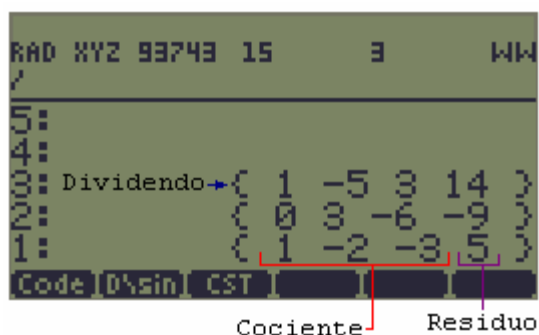 RAD XYZ 93743 15 3 WW
/
5:
4:
3: Dividendo { 1 -5 3 14 }
2: { 0 3 -6 -9 }
1: { 1 -2 -3 5 }
Code D\sin CST
Cociente Residuo